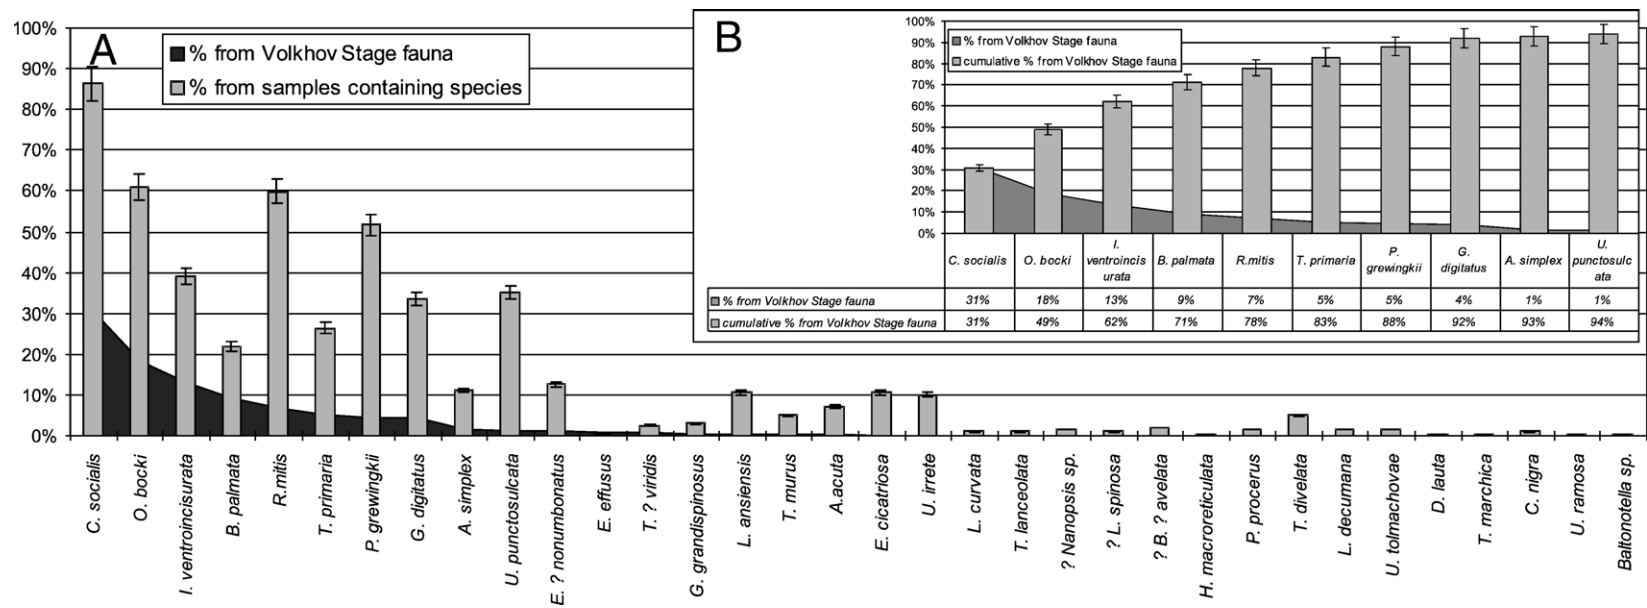 A
% from Volkhov Stage fauna
% from samples containing species
100%
90%
80%
70%
60%
50%
40%
30%
20%
10%
0%
C. socialis
O. bocki
I. ventroincisurata
B. palmata
R.mitis
T. primaria
P. grewingkii
G. digitatus
A. simplex
U. punctosulcata
E. ? nonumbonatus
E. effusus
T. ? viridis
G. grandispinosus
L. ansiensis
T. murus
A.acuta
E. cicatriosa
U. irrete
L. curvata
T. lanceolata
? Nanopsis sp.
? L. spinosa
? B. ? avelata
H. macroreticulata
P. procerus
T. divelata
L. decumana
U. tolmachovae
D. lauta
T. marchica
C. nigra
U. ramosa
Baltonotella sp.
B
% from Volkhov Stage fauna
cumulative % from Volkhov Stage fauna
100%
90%
80%
70%
60%
50%
40%
30%
20%
10%
0%
C. socialis O. bocki I. ventroincis urata B. palmata R.mitis T. primaria P. grewingkii G. digitatus A. simplex U. punctosulc ata
% from Volkhov Stage fauna 31% 18% 13% 9% 7% 5% 5% 4% 1% 1%
cumulative % from Volkhov Stage fauna 31% 49% 62% 71% 78% 83% 88% 92% 93% 94%